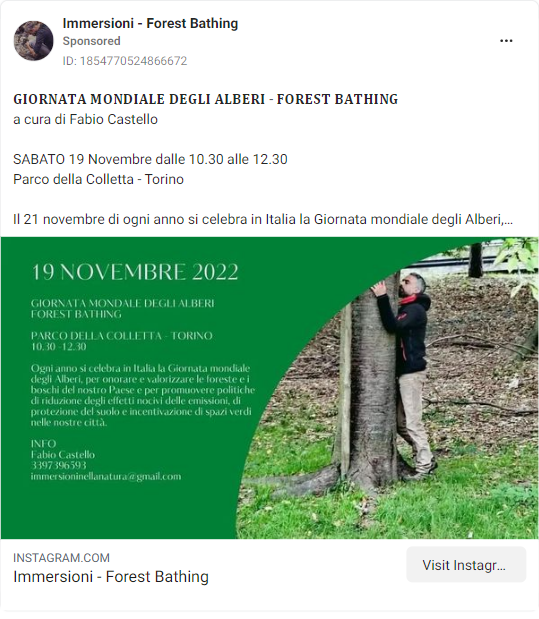 Immersioni - Forest Bathing
Sponsored
ID: 1854770524866672
GIORNATA MONDIALE DEGLI ALBERI - FOREST BATHING
a cura di Fabio Castello
SABATO 19 Novembre dalle 10.30 alle 12.30
Parco della Colletta - Torino
Il 21 novembre di ogni anno si celebra in Italia la Giornata mondiale degli Alberi,...
19 NOVEMBRE 2022
GIORNATA MONDALE DEGLI ALBERI
FOREST BATHING
PARCO DELLA COLLETTA - TORINO
10.30 -12.30
Ogni anno si celebra in Italia la Giornata mondiale
degli Alberi, per onorare e valorizzare le foreste e i
boschi del nostro Paese e per promuovere politiche
di riduzione degli effetti nocivi delle emissioni, di
protezione del suolo e incentivazione di spazi verdi
nelle nostre città.
INFO
Fabio Castello
3397396593
immersioninellanatura@gmail.com
INSTAGRAM.COM
Immersioni - Forest Bathing
Visit Instagr...